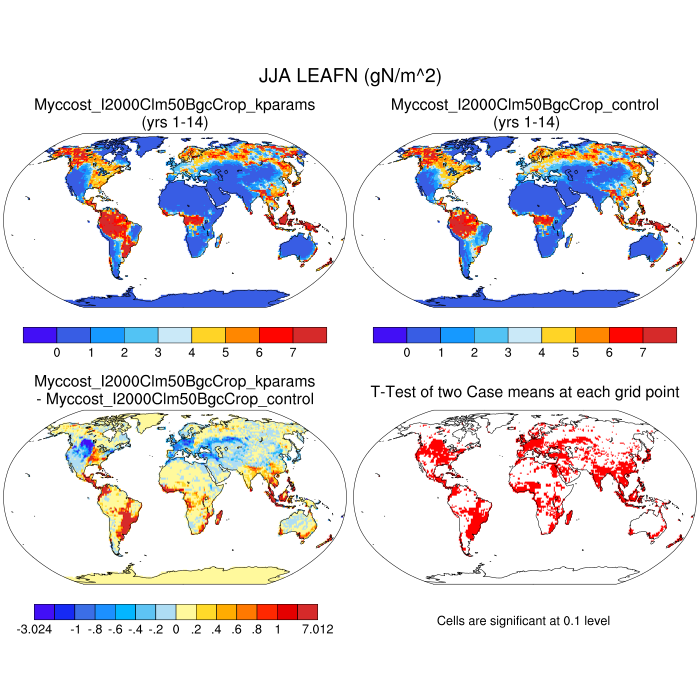 JJA LEAFN (gN/m^2)
Myccost_I2000Clm50BgcCrop_kparams
(yrs 1-14)
Myccost_I2000Clm50BgcCrop_control
(yrs 1-14)
0 1 2 3 4 5 6 7
0 1 2 3 4 5 6 7
Myccost_I2000Clm50BgcCrop_kparams
- Myccost_I2000Clm50BgcCrop_control
T-Test of two Case means at each grid point
-3.024 -1 -.8 -.6 -.4 -.2 0 .2 .4 .6 .8 1 7.012
Cells are significant at 0.1 level